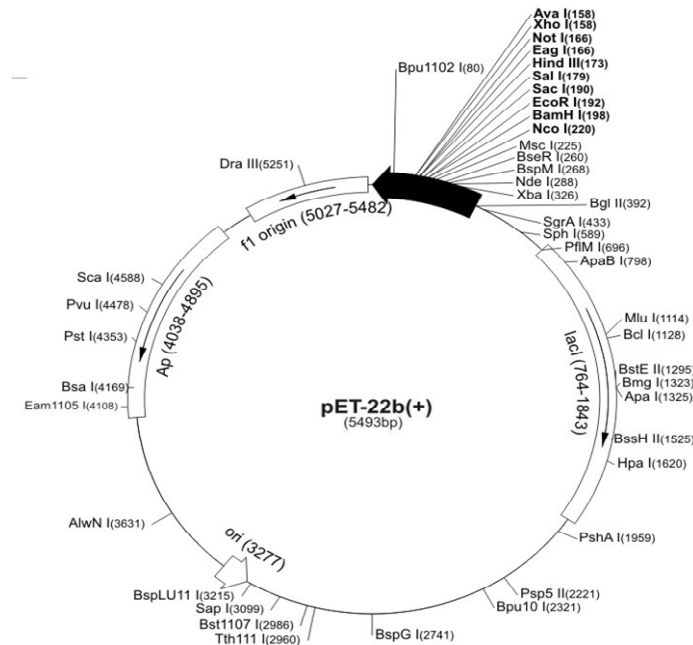 Ava I(158)
Xho I(158)
Not I(166)
Eag I(166)
Hind III(173)
Sal I(179)
Sac I(190)
EcoR I(192)
BamH I(198)
Nco I(220)
Bpu1102 I(80)
Msc I(225)
BseR I(260)
BspM I(268)
Nde I(288)
Xba I(326)
Bgl II(392)
SgrA I(433)
Sph I(589)
PflM I(696)
ApaB I(798)
Dra III(5251)
f1 origin (5027-5482)
Sca I(4588)
Pvu I(4478)
Pst I(4353)
Bsa I(4169)
Eam1105 I(4108)
Ap (4038-4895)
Mlu I(1114)
Bcl I(1128)
BstE II(1295)
Bmg I(1323)
Apa I(1325)
lacI (764-1843)
BssH II(1525)
Hpa I(1620)
pET-22b(+)
(5493bp)
AlwN I(3631)
ori (3277)
PshA I(1959)
BspLU11 I(3215)
Sap I(3099)
Bst1107 I(2986)
Tth111 I(2960)
BspG I(2741)
Psp5 II(2221)
Bpu10 I(2321)